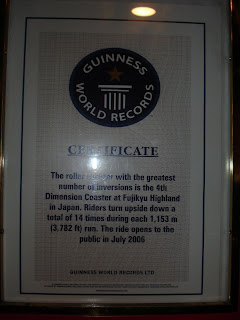 GUINNESS
WORLD RECORDS
CERTIFICATE
The roller coaster with the greatest
number of inversions is the 4th
Dimension Coaster at Fujikyu Highland
in Japan. Riders turn upside down a
total of 14 times during each 1,153 m
(3,782 ft) run. The ride opens to the
public in July 2006
GUINNESS WORLD RECORDS LTD